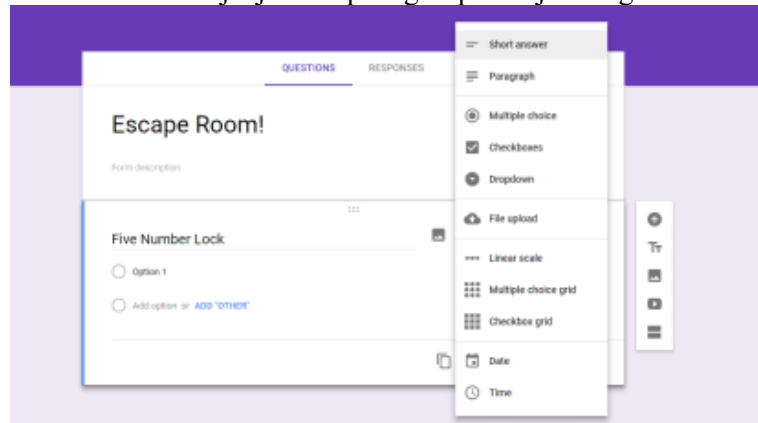 QUESTIONS RESPONSES
Escape Room!
Form description
Five Number Lock
Option 1
Add option or ADD "OTHER"
Short answer
Paragraph
Multiple choice
Checkboxes
Dropdown
File upload
Linear scale
Multiple choice grid
Checkbox grid
Date
Time
Tт